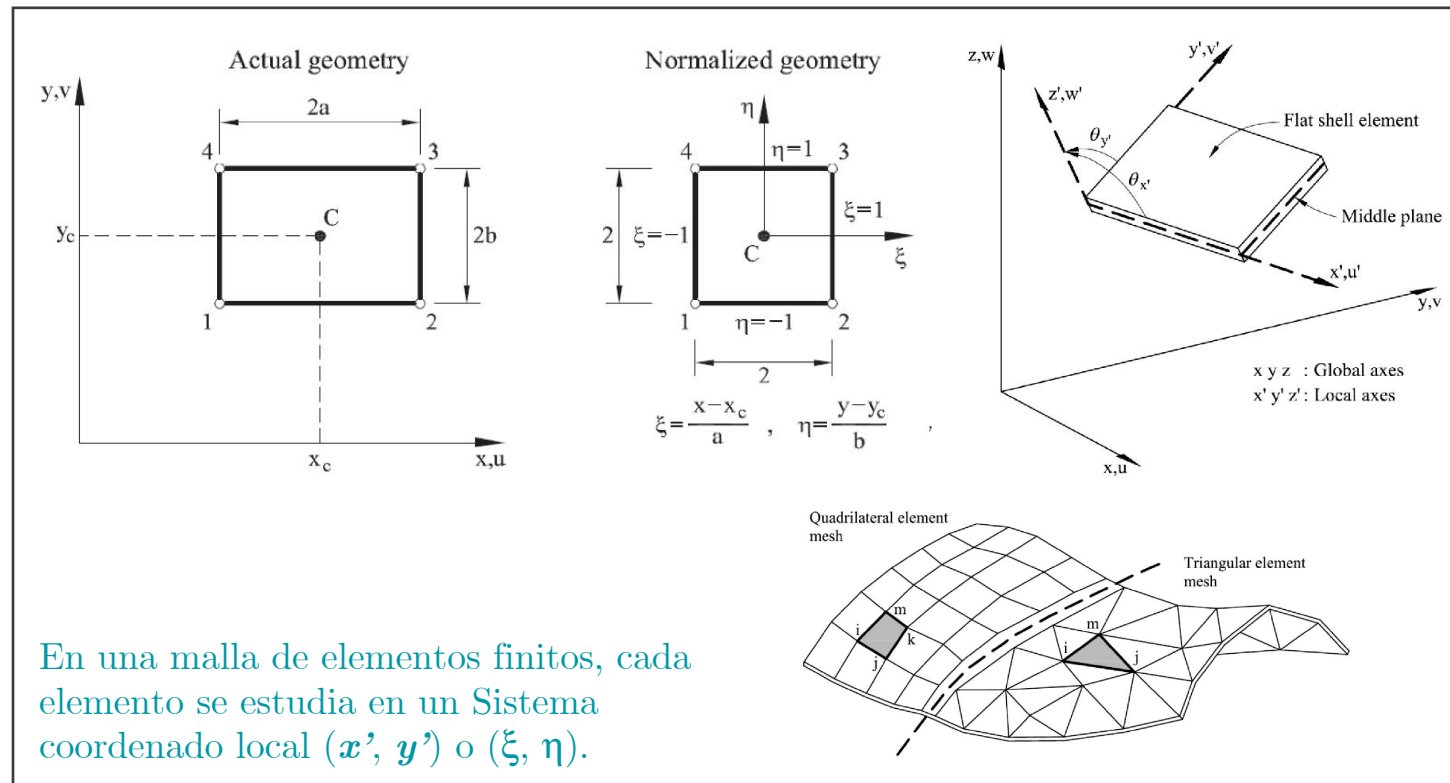 Actual geometry
y,v
2a
4
3
C
y_c
2b
1
2
x_c
x,u
Normalized geometry
η
4
η=1
3
ξ=1
2
ξ=−1
C
ξ
1
η=−1
2
2
ξ=(x−x_c)/a , η=(y−y_c)/b ,
z,w
y',v'
z',w'
Flat shell element
θ_y'
θ_x'
Middle plane
x',u'
y,v
x y z : Global axes
x' y' z': Local axes
x,u
Quadrilateral element
mesh
Triangular element
mesh
m
i
k
j
m
i
j
En una malla de elementos finitos, cada
elemento se estudia en un Sistema
coordenado local (x’, y’) o (ξ, η).